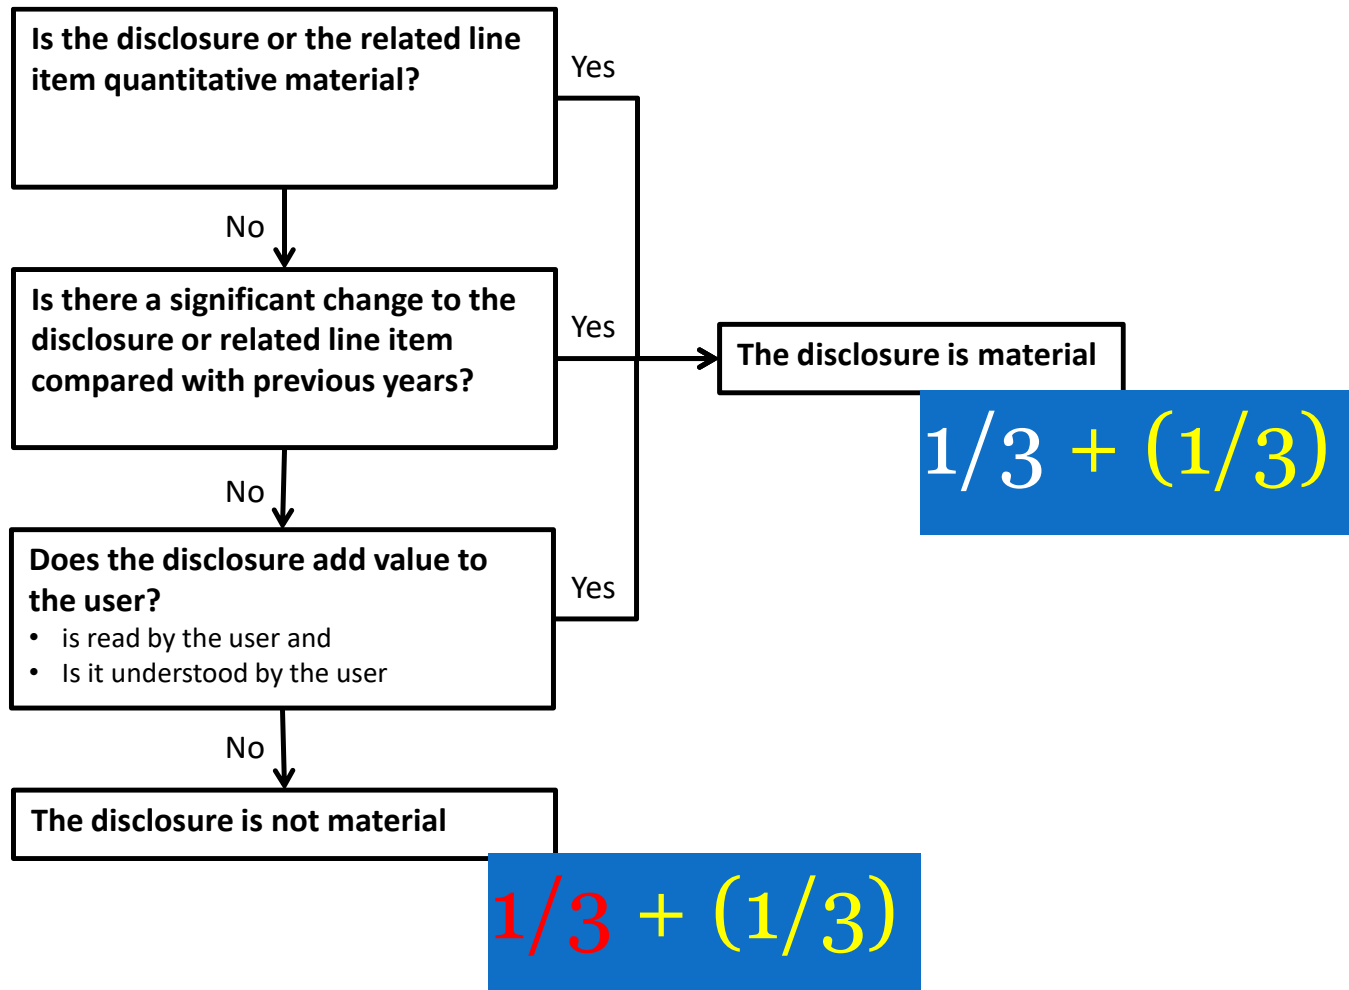 Is the disclosure or the related line
item quantitative material?
Yes
No
Is there a significant change to the
disclosure or related line item
compared with previous years?
Yes
The disclosure is material
1/3 + (1/3)
No
Does the disclosure add value to
the user?
• is read by the user and
• Is it understood by the user
Yes
No
The disclosure is not material
1/3 + (1/3)